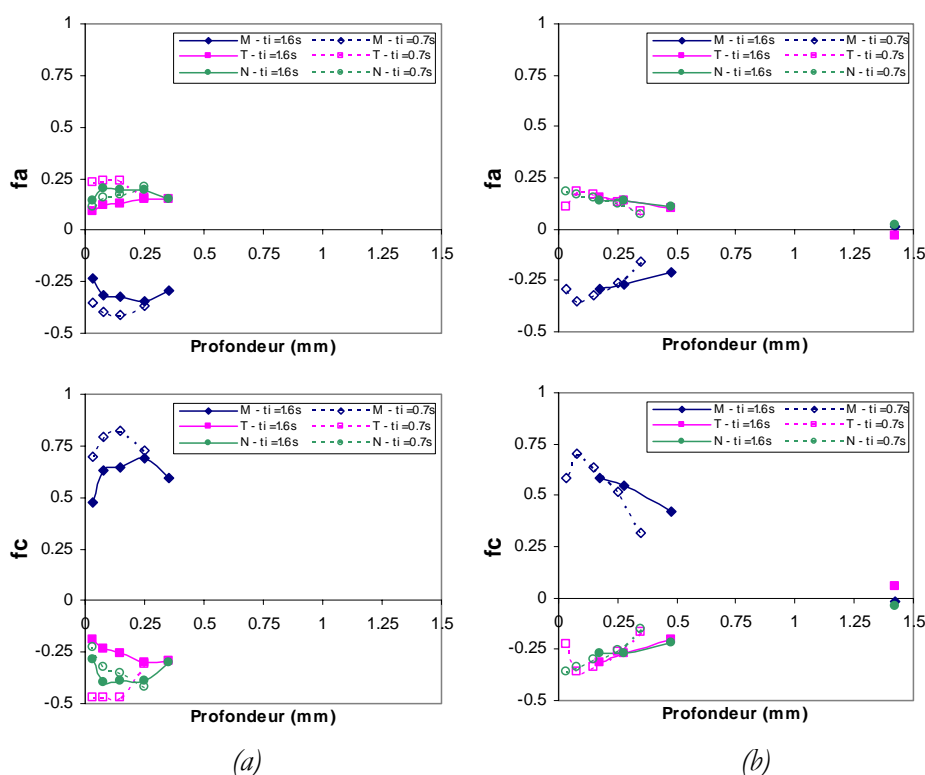 1
M - ti =1.6s M - ti =0.7s
T - ti =1.6s T - ti =0.7s
N - ti =1.6s N - ti =0.7s
0.75
0.5
fa
0.25
0
0 0.25 0.5 0.75 1 1.25 1.5
-0.25
-0.5
Profondeur (mm)
1
M - ti =1.6s M - ti =0.7s
T - ti =1.6s T - ti =0.7s
N - ti =1.6s N - ti =0.7s
0.75
0.5
fa
0.25
0
0 0.25 0.5 0.75 1 1.25 1.5
-0.25
-0.5
Profondeur (mm)
1
M - ti =1.6s M - ti =0.7s
T - ti =1.6s T - ti =0.7s
N - ti =1.6s N - ti =0.7s
0.75
0.5
fc
0.25
0
0 0.25 0.5 0.75 1 1.25 1.5
-0.25
-0.5
Profondeur (mm)
1
M - ti =1.6s M - ti =0.7s
T - ti =1.6s T - ti =0.7s
N - ti =1.6s N - ti =0.7s
0.75
0.5
fc
0.25
0
0 0.25 0.5 0.75 1 1.25 1.5
-0.25
-0.5
Profondeur (mm)
(a) (b)